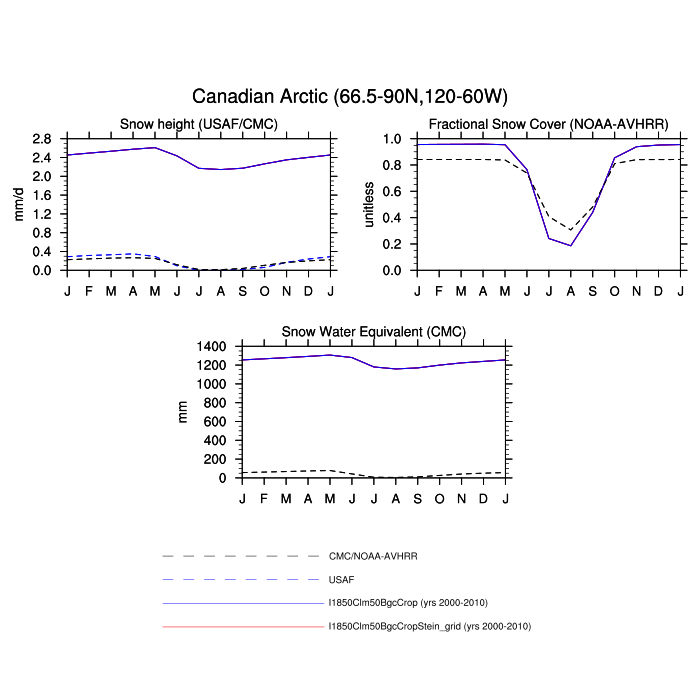 Canadian Arctic (66.5-90N,120-60W)
Snow height (USAF/CMC)
mm/d
2.8
2.4
2.0
1.6
1.2
0.8
0.4
0.0
J F M A M J J A S O N D J
Fractional Snow Cover (NOAA-AVHRR)
unitless
1.0
0.8
0.6
0.4
0.2
0.0
J F M A M J J A S O N D J
Snow Water Equivalent (CMC)
mm
1400
1200
1000
800
600
400
200
0
J F M A M J J A S O N D J
CMC/NOAA-AVHRR
USAF
I1850Clm50BgcCrop (yrs 2000-2010)
I1850Clm50BgcCropStein_grid (yrs 2000-2010)